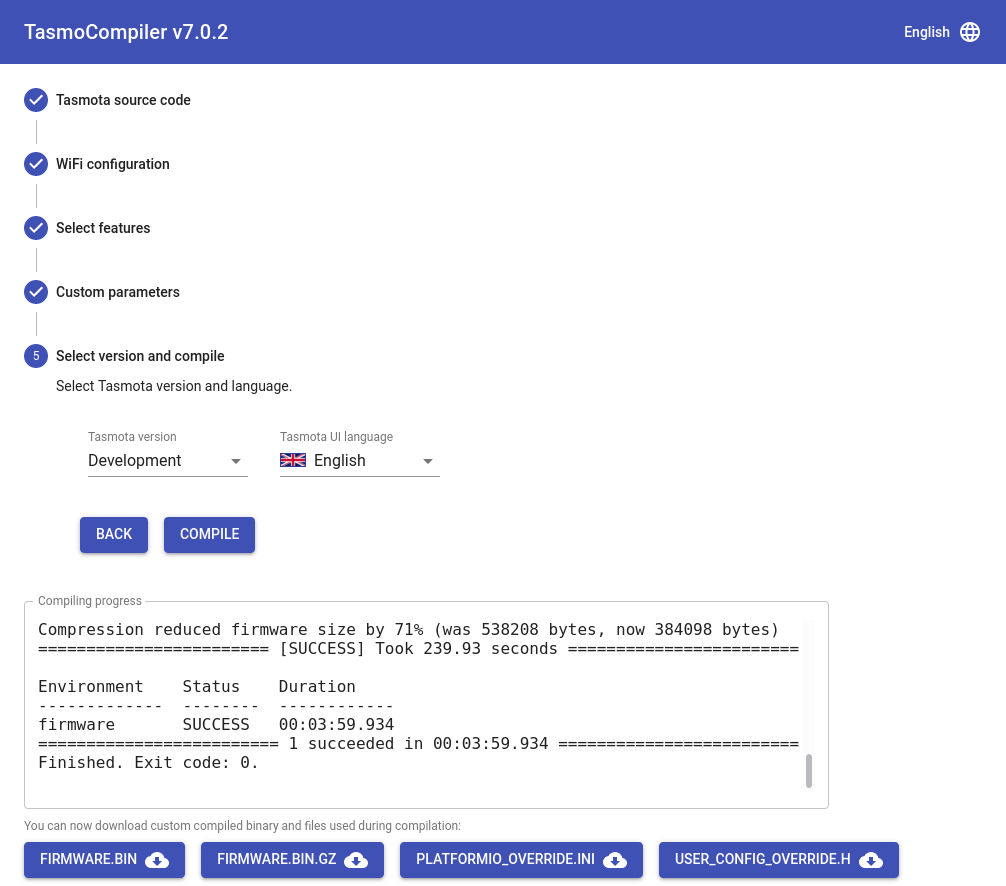 TasmoCompiler v7.0.2
English
Tasmota source code
WiFi configuration
Select features
Custom parameters
5 Select version and compile
Select Tasmota version and language.
Tasmota version Tasmota UI language
Development English
BACK COMPILE
Compiling progress
Compression reduced firmware size by 71% (was 538208 bytes, now 384098 bytes)
======================== [SUCCESS] Took 239.93 seconds ========================
Environment    Status    Duration
-------------  --------  ------------
firmware       SUCCESS   00:03:59.934
========================= 1 succeeded in 00:03:59.934 =========================
Finished. Exit code: 0.
You can now download custom compiled binary and files used during compilation:
FIRMWARE.BIN FIRMWARE.BIN.GZ PLATFORMIO_OVERRIDE.INI USER_CONFIG_OVERRIDE.H